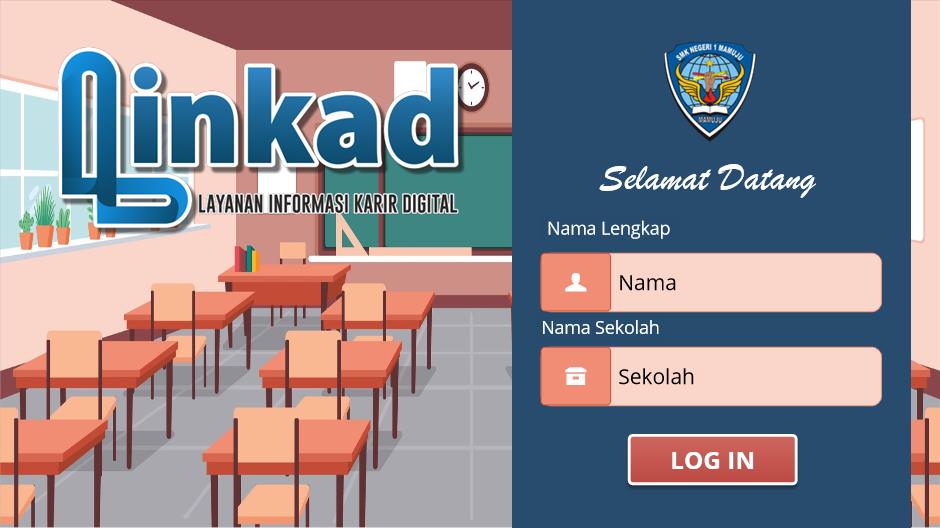 Linkad
LAYANAN INFORMASI KARIR DIGITAL
SMK NEGERI 1 MAMUJU
MAMUJU
Selamat Datang
Nama Lengkap
Nama
Nama Sekolah
Sekolah
LOG IN